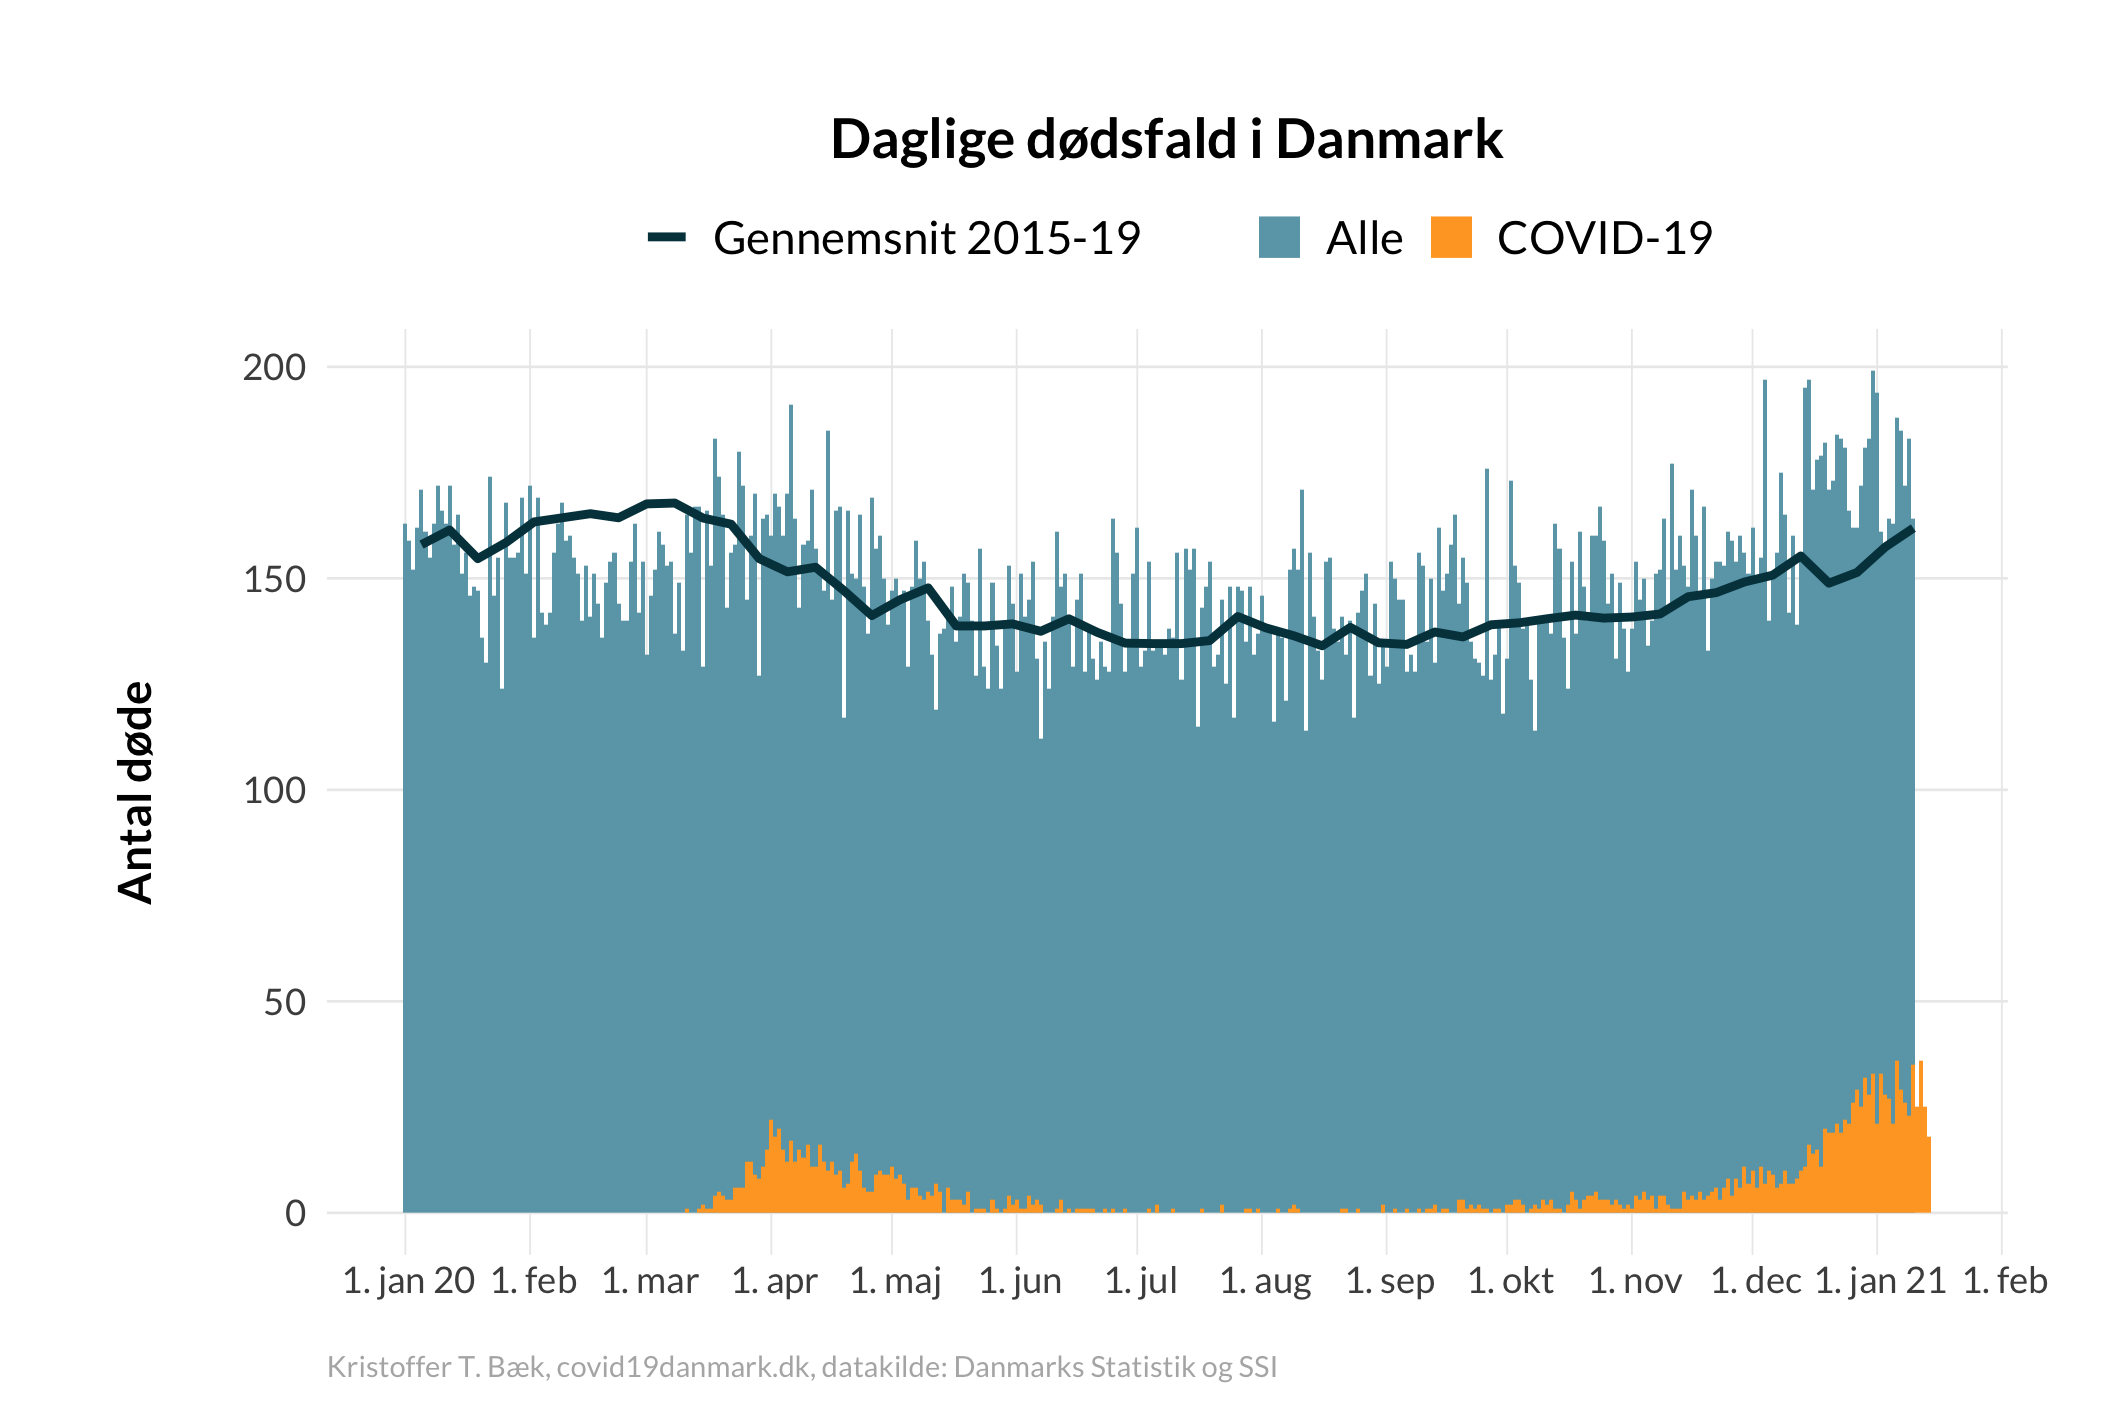 Daglige dødsfald i Danmark
Gennemsnit 2015-19 Alle COVID-19
Antal døde
200
150
100
50
0
1. jan 20 1. feb 1. mar 1. apr 1. maj 1. jun 1. jul 1. aug 1. sep 1. okt 1. nov 1. dec 1. jan 21 1. feb
Kristoffer T. Bæk, covid19danmark.dk, datakilde: Danmarks Statistik og SSI